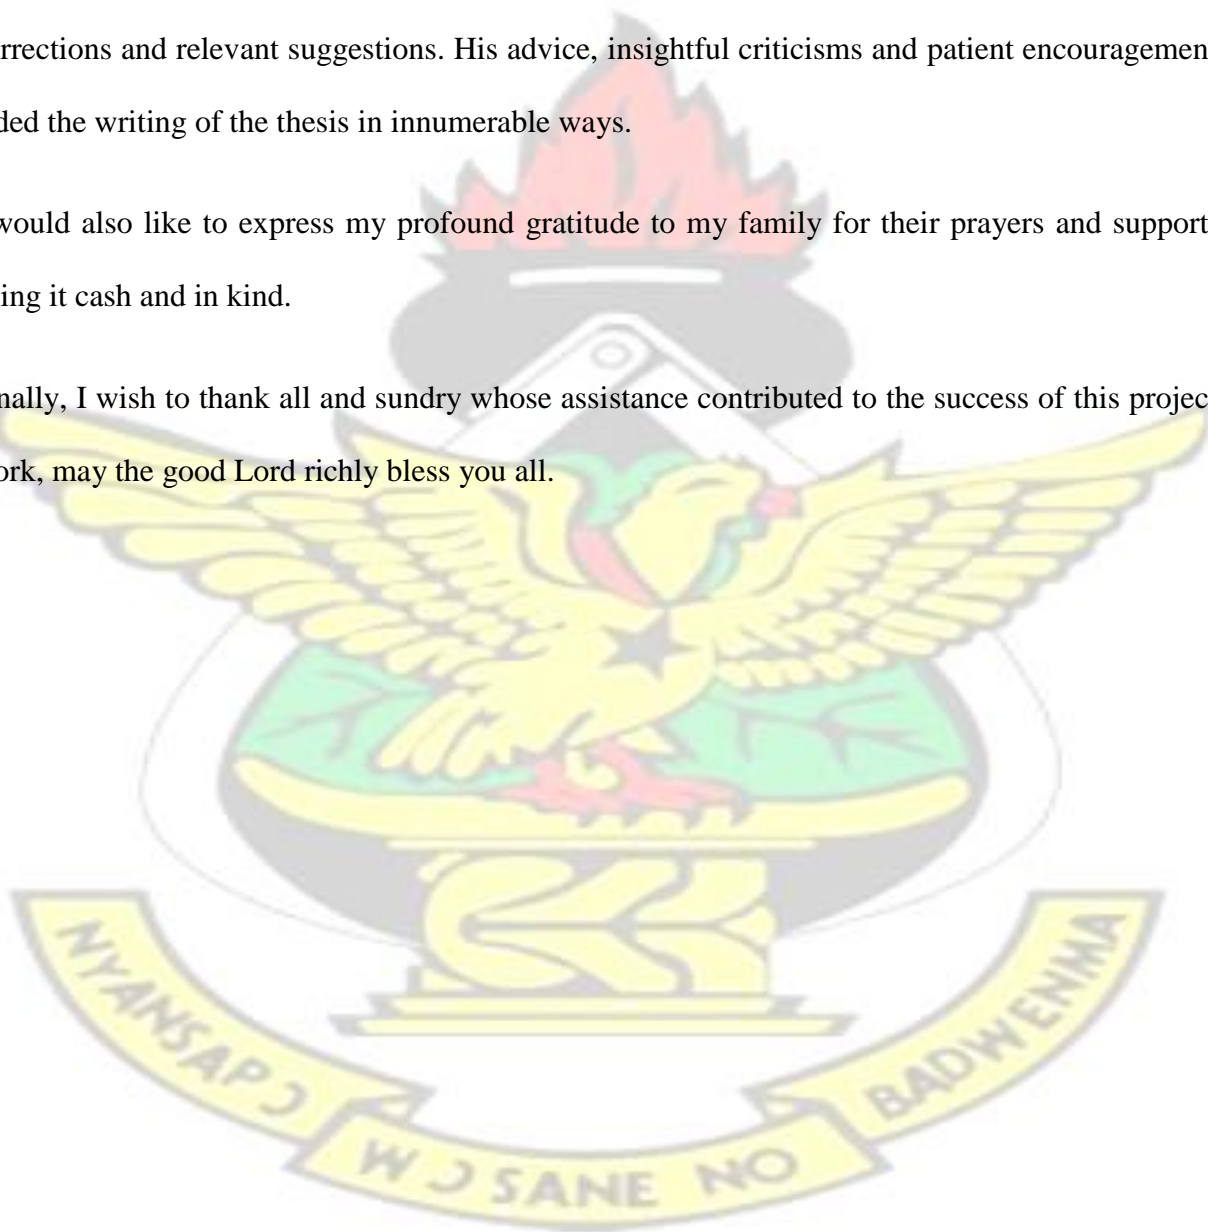 rrections and relevant suggestions. His advice, insightful criticisms and patient encouragemen
ded the writing of the thesis in innumerable ways.
would also like to express my profound gratitude to my family for their prayers and support
ing it cash and in kind.
nally, I wish to thank all and sundry whose assistance contributed to the success of this projec
ork, may the good Lord richly bless you all.
NYANSAPƆ
WƆSANE NO
BADWENMA